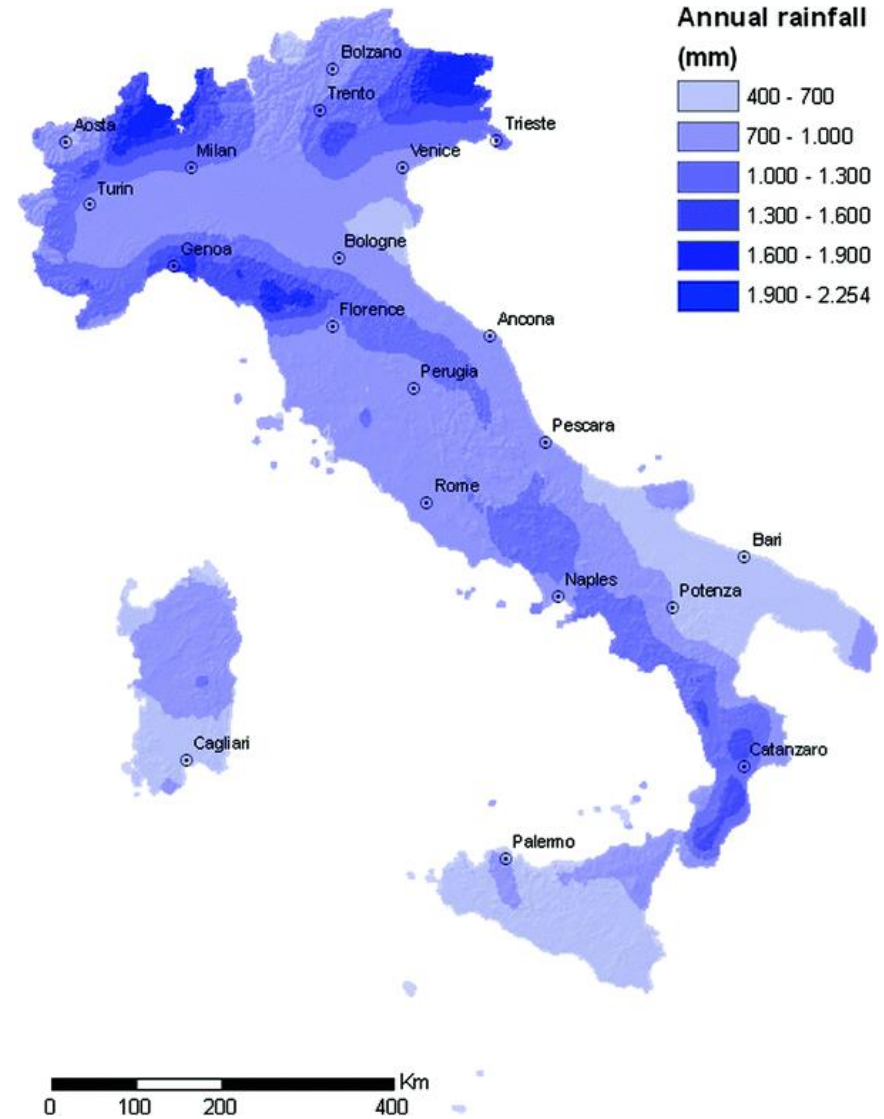 Annual rainfall
(mm)
400 - 700
700 - 1.000
1.000 - 1.300
1.300 - 1.600
1.600 - 1.900
1.900 - 2.254
Bolzano
Trento
Aosta
Trieste
Milan
Venice
Turin
Bologne
Genoa
Florence
Ancona
Perugia
Pescara
Rome
Bari
Naples
Potenza
Cagliari
Catanzaro
Palermo
Km
0 100 200 400